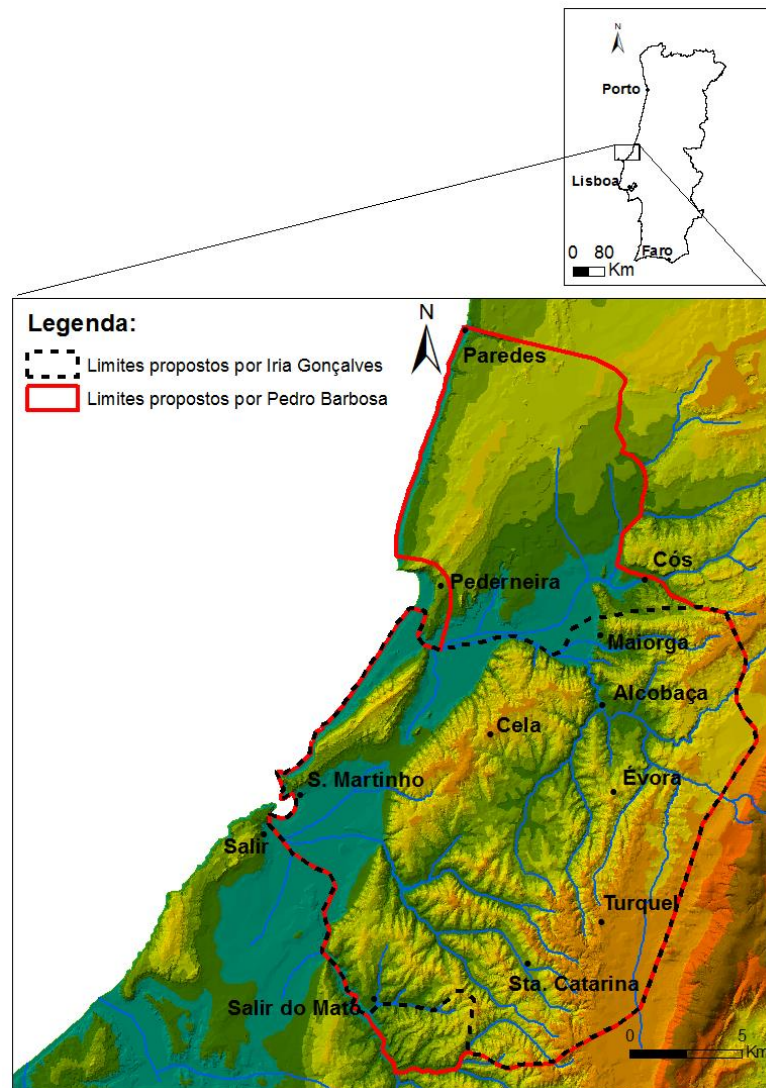 N
Porto
Lisboa
Faro
0 80
Km
Legenda:
Limites propostos por Iria Gonçalves
Limites propostos por Pedro Barbosa
N
Paredes
Cós
Pederneira
Maiorga
Alcobaça
Cela
S. Martinho
Évora
Salir
Turquel
Sta. Catarina
Salir do Mato
0 5
Km